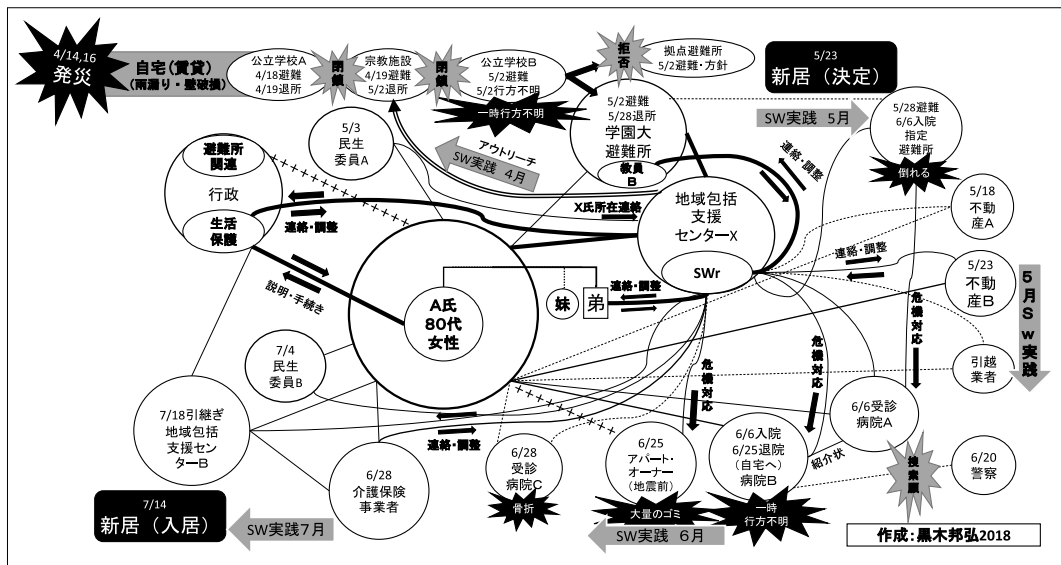 4/14,16
発災
自宅(賃貸)
(雨漏り・壁破損)
公立学校A
4/18避難
4/19退所
閉鎖
宗教施設
4/19避難
5/2退所
閉鎖
公立学校B
5/2避難
5/2行方不明
一時行方不明
拒否
拠点避難所
5/2避難・方針
5/23
新居（決定）
5/2避難
5/28退所
学園大
避難所
教員
B
SW実践 5月
5/28避難
6/6入院
指定
避難所
倒れる
5/3
民生
委員A
アウトリーチ
SW実践 4月
連絡・調整
避難所
関連
行政
生活
保護
連絡・調整
X氏所在連絡
地域包括
支援
センターX
SWr
5/18
不動
産A
連絡・調整
5/23
不動
産B
説明・手続き
A氏
80代
女性
妹
弟
連絡・調整
危機対応
5月SW実践
7/4
民生
委員B
危機対応
危機対応
引越
業者
7/18引継ぎ
地域包括
支援セン
ターB
連絡・調整
6/6受診
病院A
6/28
介護保険
事業者
6/28
受診
病院C
骨折
6/25
アパート・
オーナー
(地震前)
大量のゴミ
6/6入院
6/25退院
(自宅へ)
病院B
一時
行方不明
紹介状
捜索願
6/20
警察
7/14
新居（入居）
SW実践7月
SW実践 6月
作成：黒木邦弘2018